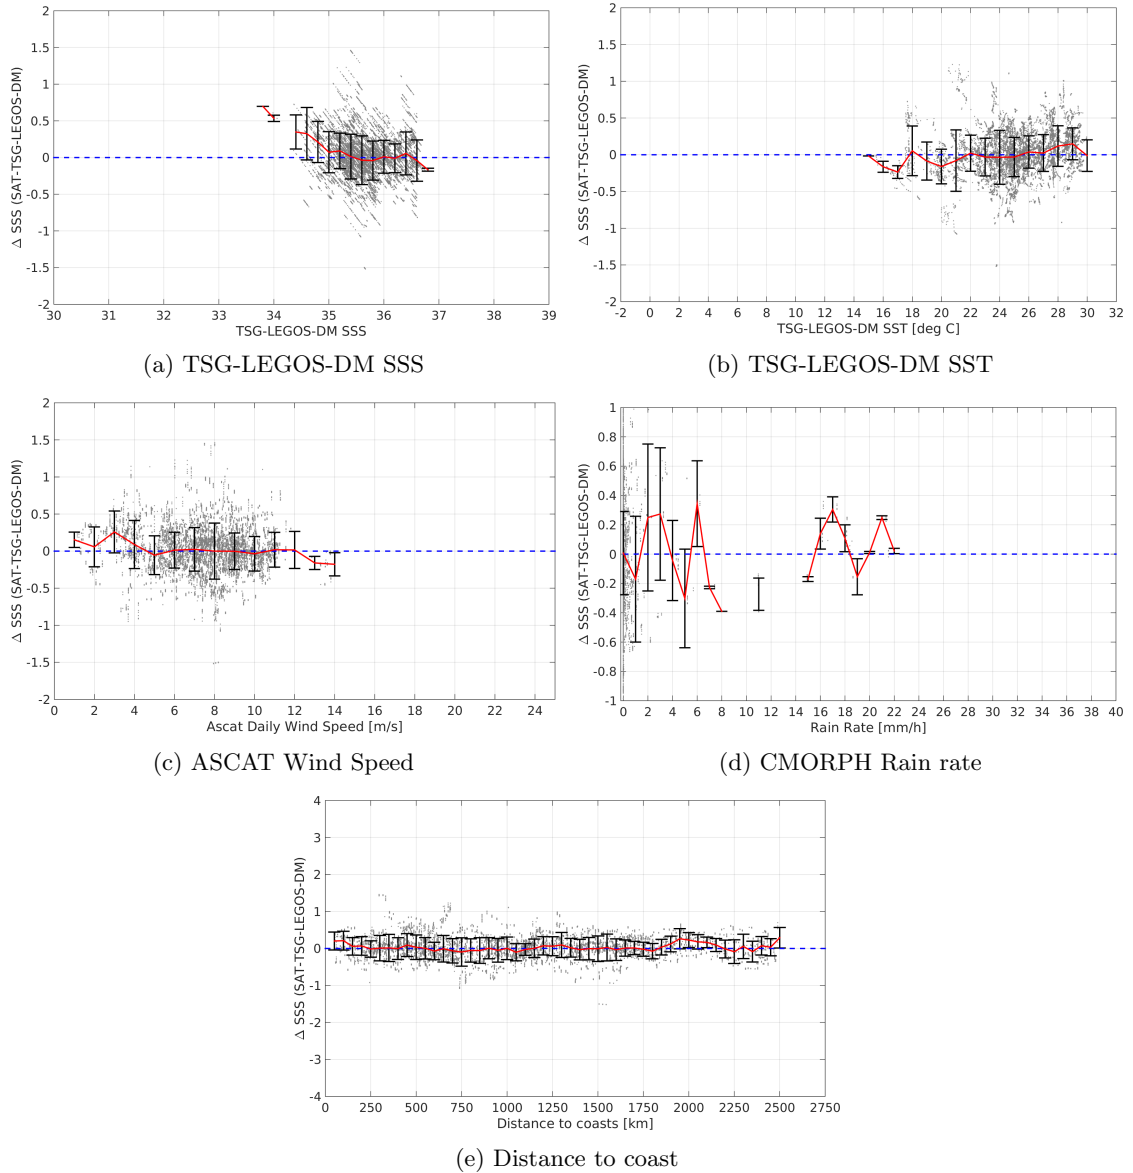 2
1.5
1
0.5
0
-0.5
-1
-1.5
-2
Δ SSS (SAT-TSG-LEGOS-DM)
30 31 32 33 34 35 36 37 38 39
TSG-LEGOS-DM SSS
(a) TSG-LEGOS-DM SSS
2
1.5
1
0.5
0
-0.5
-1
-1.5
-2
Δ SSS (SAT-TSG-LEGOS-DM)
-2 0 2 4 6 8 10 12 14 16 18 20 22 24 26 28 30 32
TSG-LEGOS-DM SST [deg C]
(b) TSG-LEGOS-DM SST
2
1.5
1
0.5
0
-0.5
-1
-1.5
-2
Δ SSS (SAT-TSG-LEGOS-DM)
0 2 4 6 8 10 12 14 16 18 20 22 24
Ascat Daily Wind Speed [m/s]
(c) ASCAT Wind Speed
1
0.8
0.6
0.4
0.2
0
-0.2
-0.4
-0.6
-0.8
-1
Δ SSS (SAT-TSG-LEGOS-DM)
0 2 4 6 8 10 12 14 16 18 20 22 24 26 28 30 32 34 36 38 40
Rain Rate [mm/h]
(d) CMORPH Rain rate
4
3
2
1
0
-1
-2
-3
-4
Δ SSS (SAT-TSG-LEGOS-DM)
0 250 500 750 1000 1250 1500 1750 2000 2250 2500 2750
Distance to coasts [km]
(e) Distance to coast